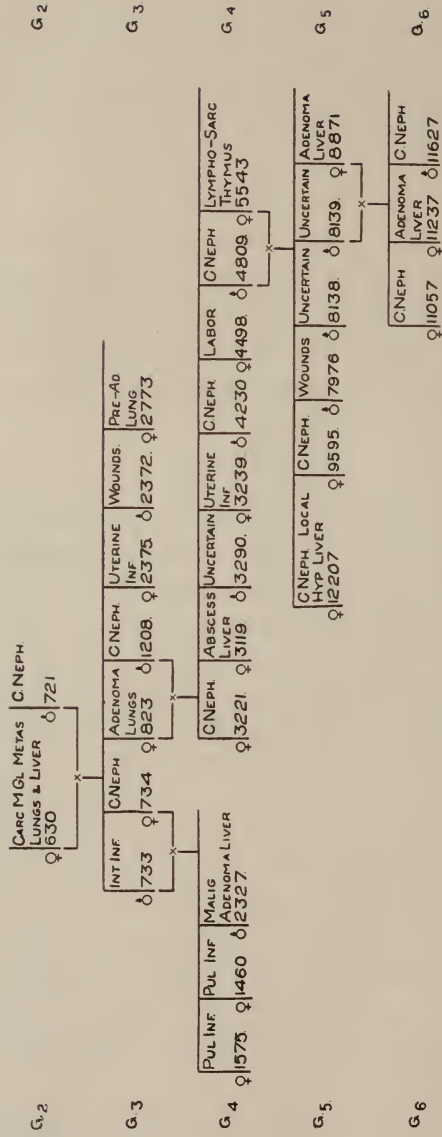 G.2
CARC M GL METAS C. NEPH.
LUNGS & LIVER
♀ 630 ♂ 721
G.2
G.3
INT INF. C.NEPH ADENOMA C NEPH. UTERINE WOUNDS. PRE-AD.
LUNGS INF LUNG
♂ 733 ♀ 734 ♀ 823 ♂ 1208. ♀ 2375. ♂ 2372. ♀ 2773
G 3
G.4
PUL INF. PUL INF MALIG
ADENOMA LIVER
♀ 1575. ♀ 1460 ♂ 2327.
C NEPH. ABSCESS UNCERTAIN UTERINE C.NEPH. LABOR C NEPH LYMPHO-SARC
LIVER INF THYMUS
♀ 3221. ♀ 3119 ♂ 3290. ♀ 3239. ♂ 4230 ♀ 4498. ♂ 4809. ♀ 5543
G 4
G.5.
C NEPH. LOCAL C NEPH. WOUNDS UNCERTAIN UNCERTAIN ADENOMA
HYP LIVER LIVER
♀ 12207 ♀ 9595. ♂ 7976 ♂ 8138. ♂ 8139. ♀ 8871
G 5
G 6
C.NEPH ADENOMA C.NEPH
LIVER
♀ 11057 ♀ 11237 ♂ 11627
G.6.